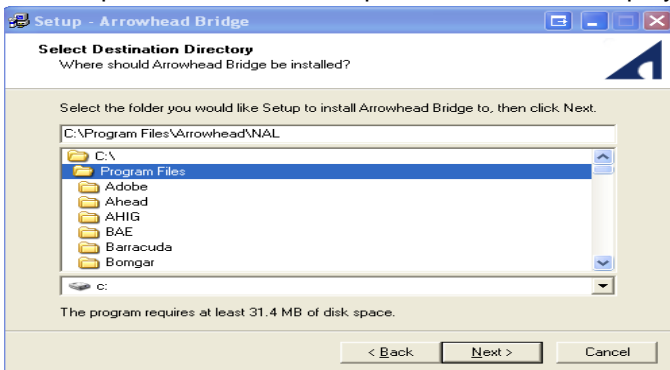 Setup - Arrowhead Bridge
Select Destination Directory
Where should Arrowhead Bridge be installed?
Select the folder you would like Setup to install Arrowhead Bridge to, then click Next.
C:\Program Files\Arrowhead\NAL
C:\
Program Files
Adobe
Ahead
AHIG
BAE
Barracuda
Bomgar
c:
The program requires at least 31.4 MB of disk space.
< Back
Next >
Cancel